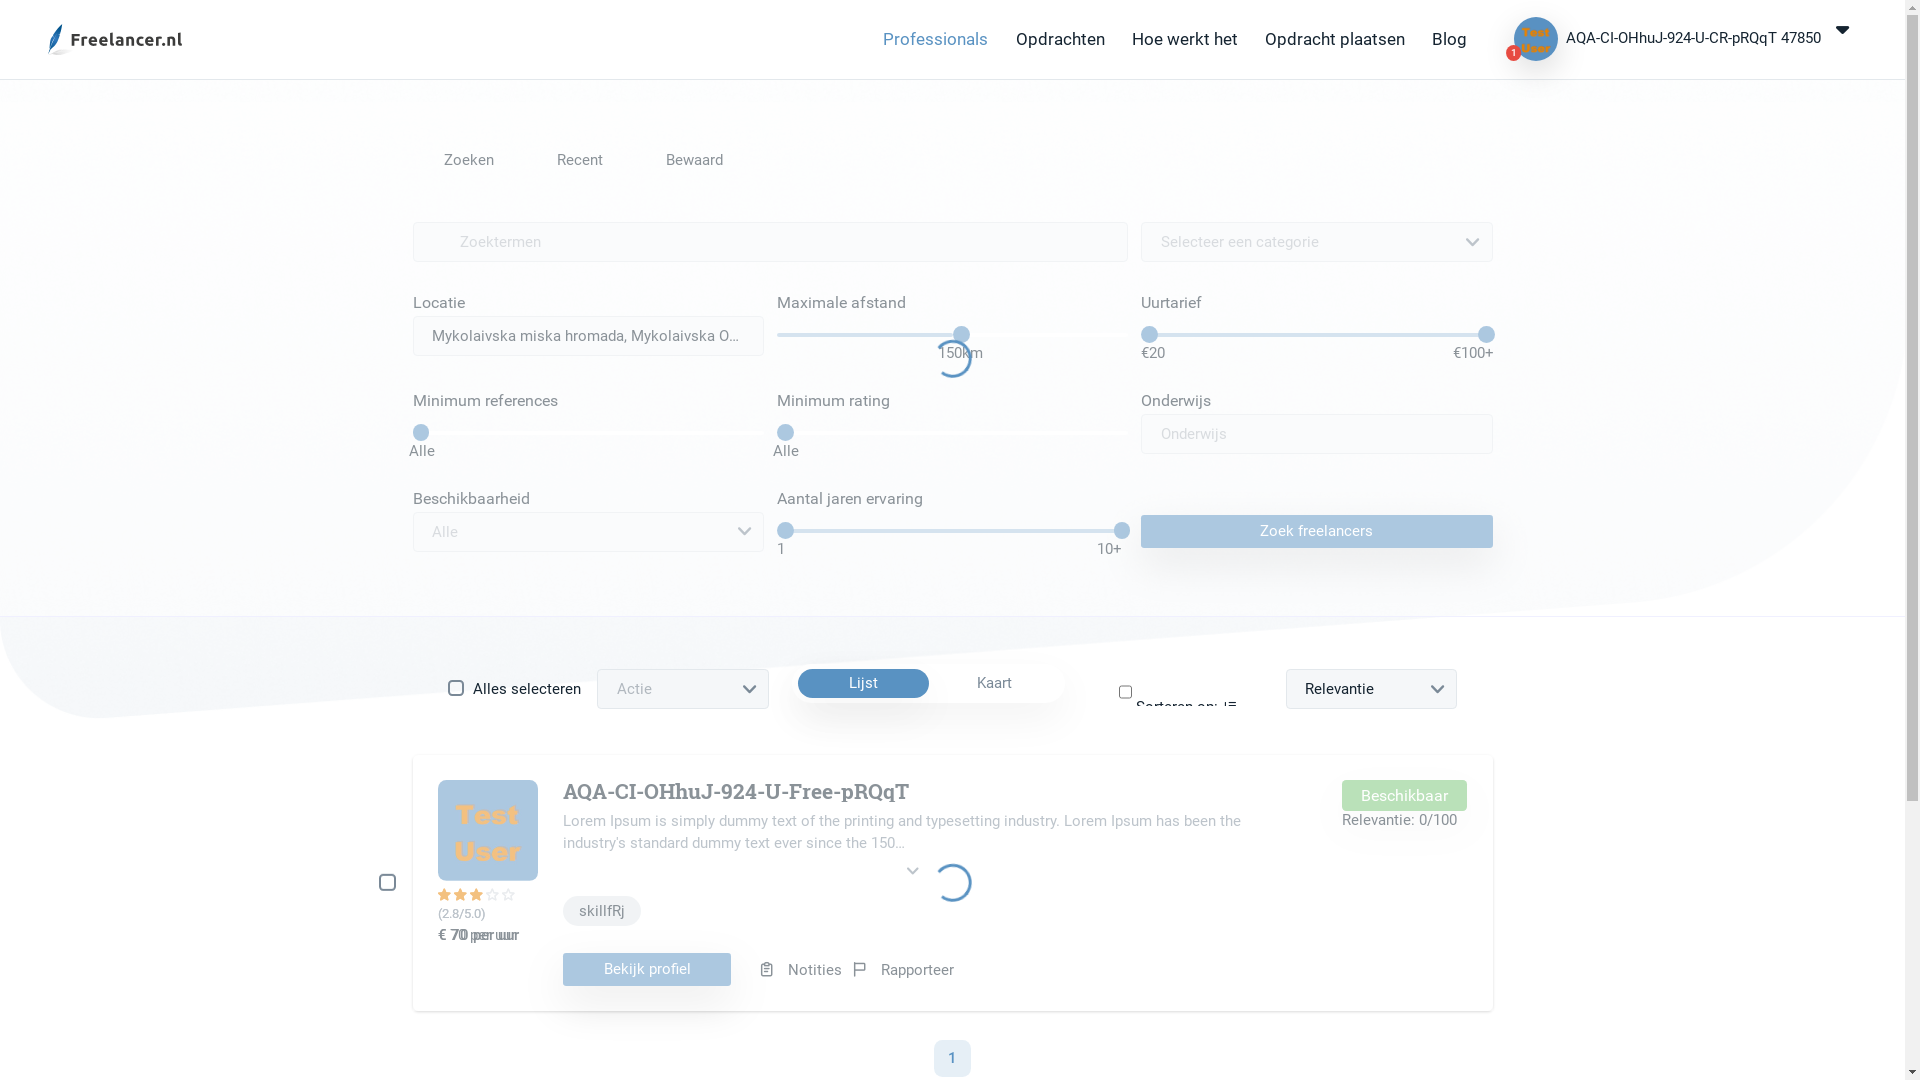 Freelancer.nl
Professionals Opdrachten Hoe werkt het Opdracht plaatsen Blog
Test User
1
AQA-CI-OHhuJ-924-U-CR-pRQqT 47850
Zoeken Recent Bewaard
Zoektermen
Selecteer een categorie
Locatie
Maximale afstand
Uurtarief
Mykolaivska miska hromada, Mykolaivska O...
150km
€20 €100+
Minimum references
Minimum rating
Onderwijs
Onderwijs
Alle
Alle
Beschikbaarheid
Aantal jaren ervaring
Alle
1 10+
Zoek freelancers
Alles selecteren
Actie
Lijst Kaart
Sorteren op:
Relevantie
Test
User
AQA-CI-OHhuJ-924-U-Free-pRQqT
Beschikbaar
Relevantie: 0/100
Lorem Ipsum is simply dummy text of the printing and typesetting industry. Lorem Ipsum has been the
industry's standard dummy text ever since the 150...
(2.8/5.0)
€ 70 per uur
skillfRj
Bekijk profiel Notities Rapporteer
1